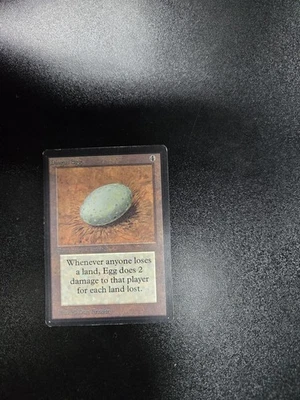 Whenever anyone loses
a land, Egg does 2
damage to that player
for each land lost.